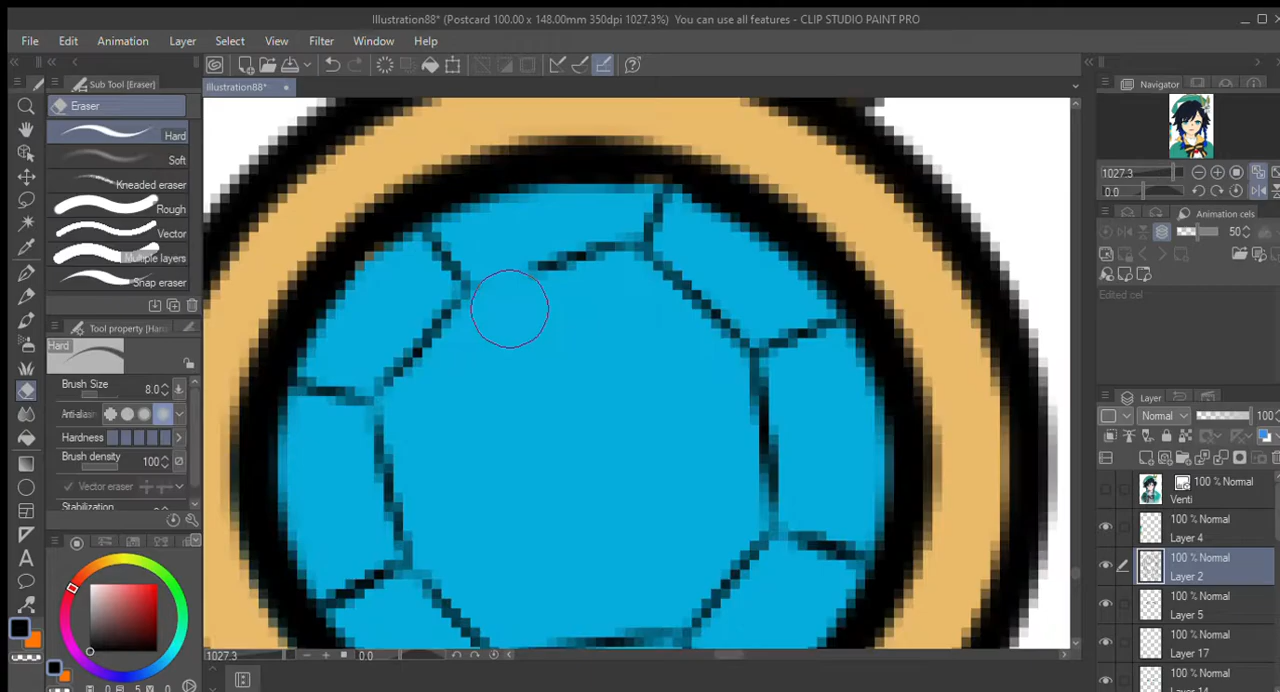 Illustration88* (Postcard 100.00 x 148.00mm 350dpi 1027.3%) You can use all features - CLIP STUDIO PAINT PRO
File Edit Animation Layer Select View Filter Window Help
Sub Tool [Eraser]
Illustration88*
Navigator
Eraser
Hard
Soft
Kneaded eraser
Rough
Vector
Multiple layers
Snap eraser
1027.3
0.0
Animation cels
50
Edited cel
Tool property [Hard
Hard
Brush Size 8.0
Anti-aliasin
Hardness
Brush density 100
Vector eraser
Stabilization
Layer
Normal 100
100 % Normal
Venti
100 % Normal
Layer 4
100 % Normal
Layer 2
100 % Normal
Layer 5
100 % Normal
Layer 17
100 % Normal
1027.3 0.0